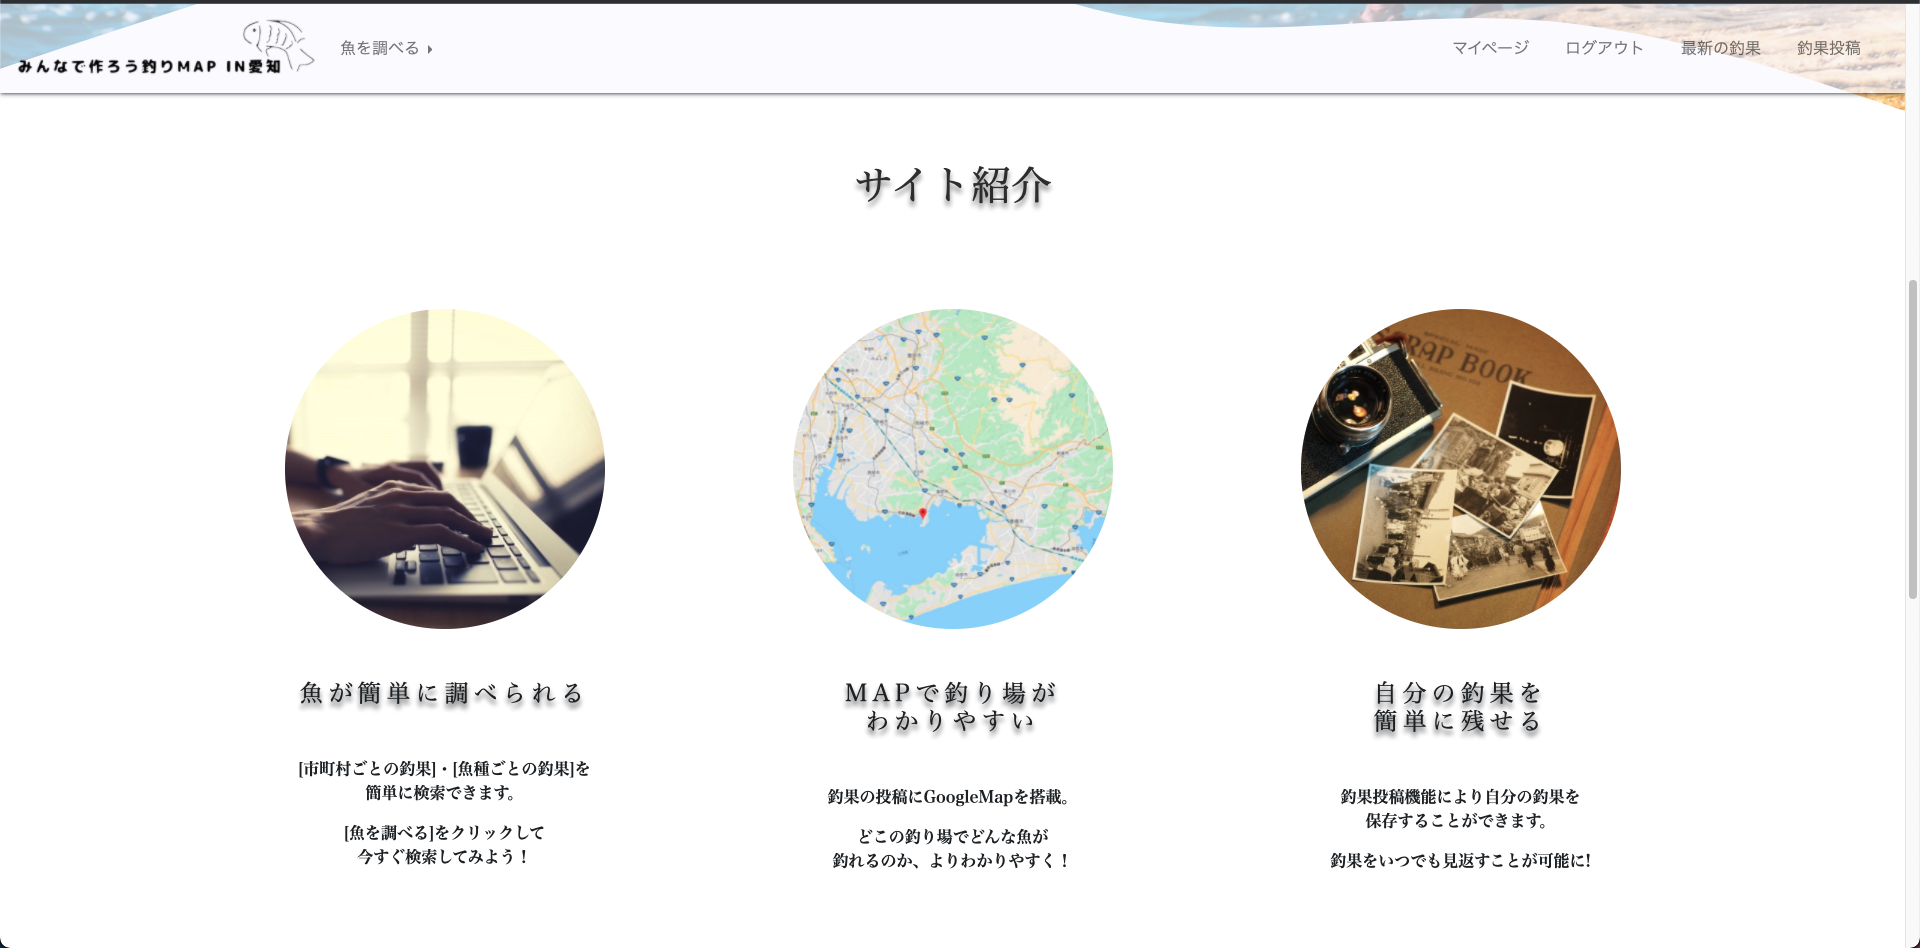 みんなで作ろう釣りMAP IN愛知
魚を調べる
マイページ
ログアウト
最新の釣果
釣果投稿
サイト紹介
SCRAP BOOK
魚が簡単に調べられる
[市町村ごとの釣果]・[魚種ごとの釣果]を
簡単に検索できます。
[魚を調べる]をクリックして
今すぐ検索してみよう！
MAPで釣り場が
わかりやすい
釣果の投稿にGoogleMapを搭載。
どこの釣り場でどんな魚が
釣れるのか、よりわかりやすく！
自分の釣果を
簡単に残せる
釣果投稿機能により自分の釣果を
保存することができます。
釣果をいつでも見返すことが可能に!